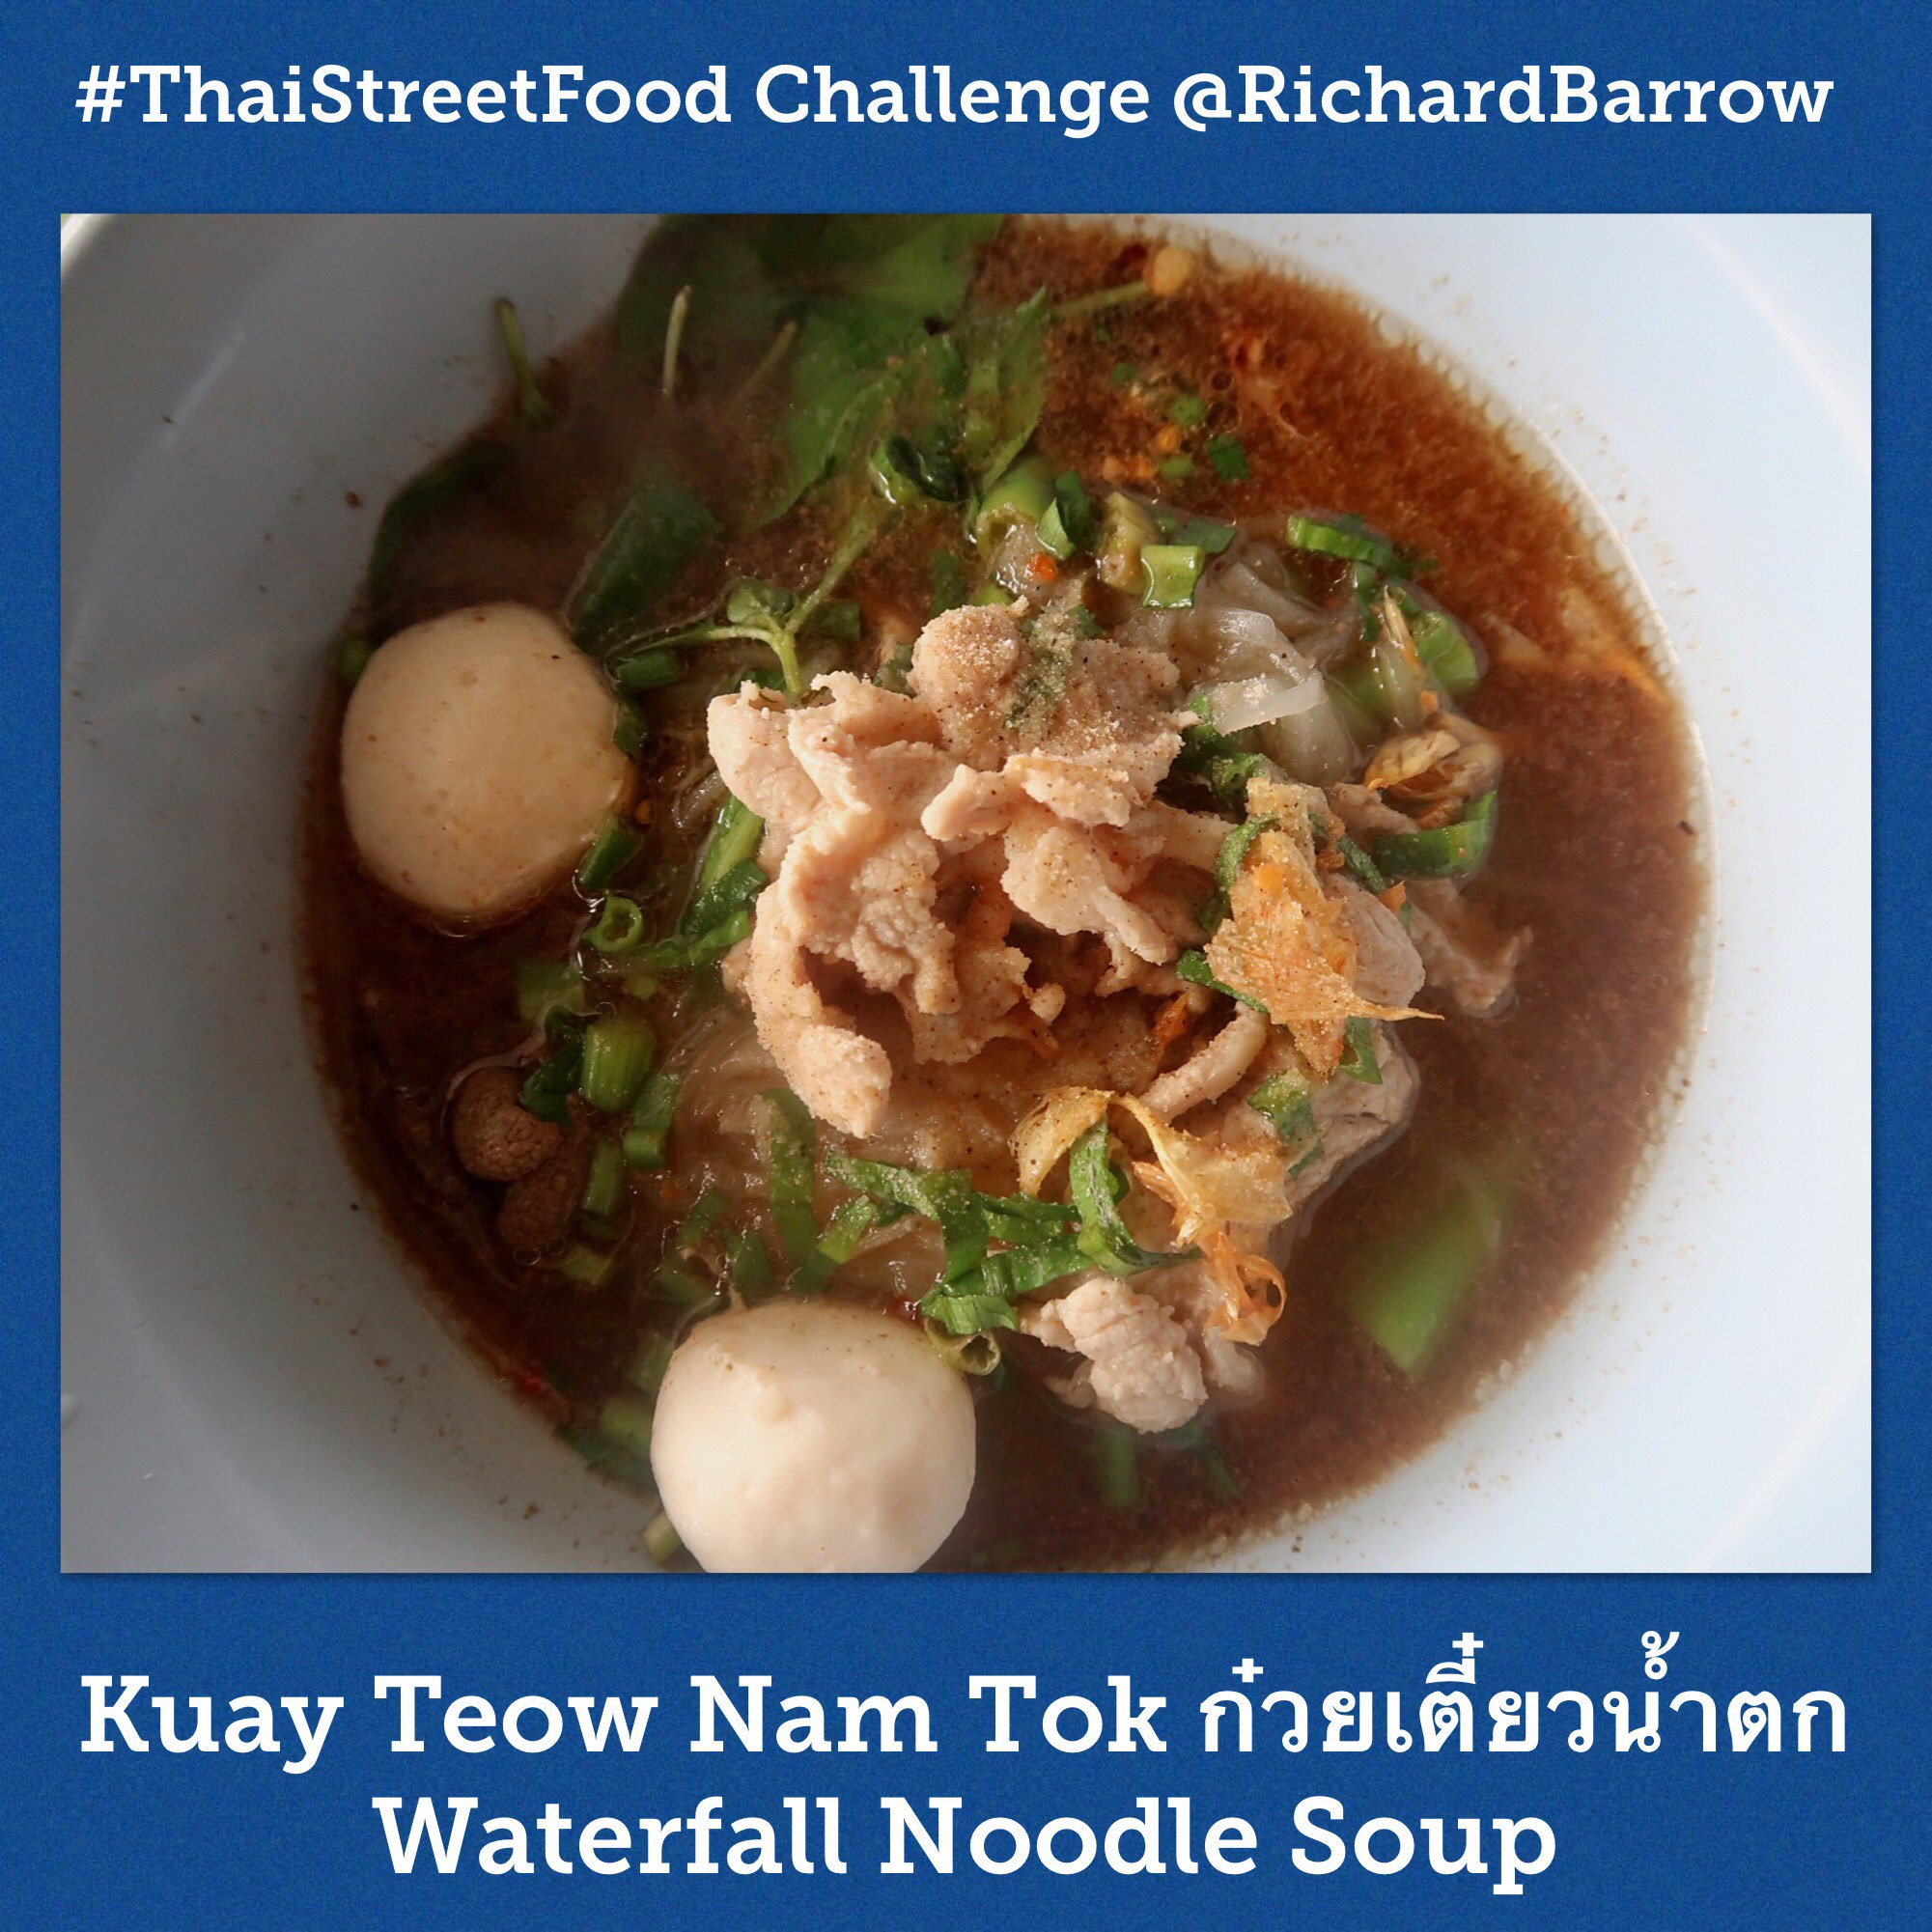 #ThaiStreetFood Challenge @RichardBarrow
Kuay Teow Nam Tok ก๋วยเตี๋ยวน้ำตก
Waterfall Noodle Soup